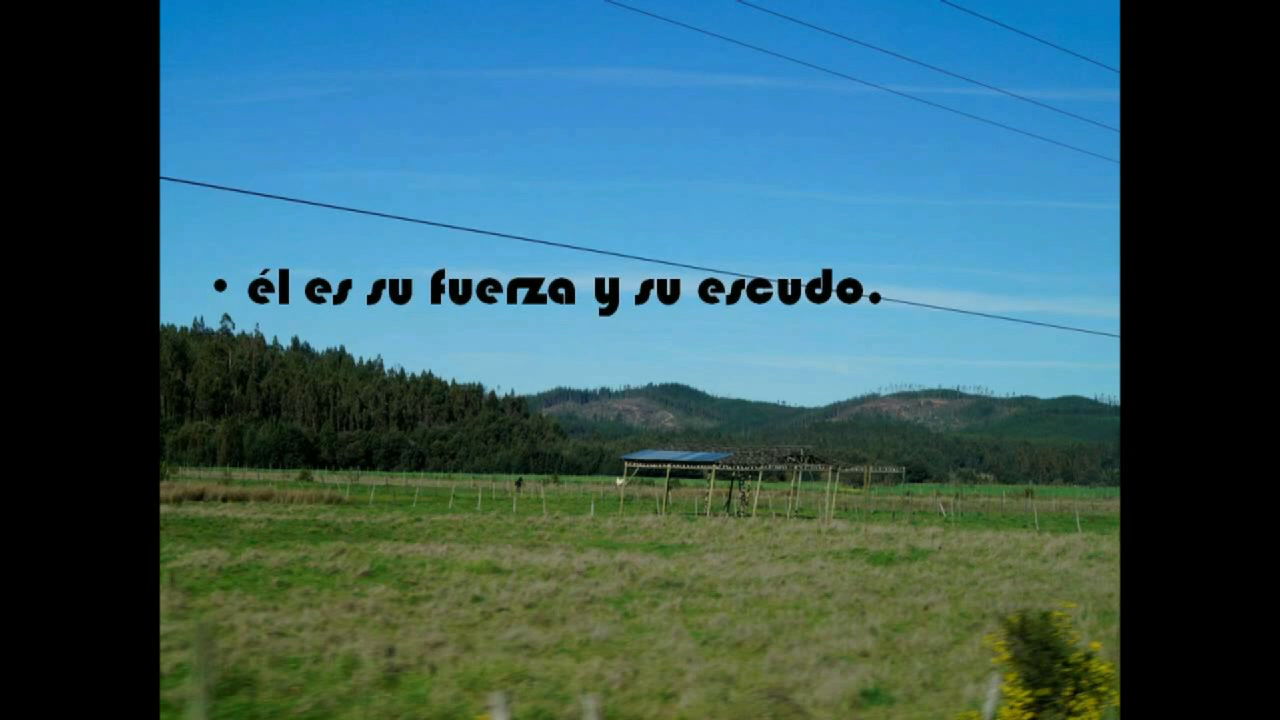 • él es su fuerza y su escudo.